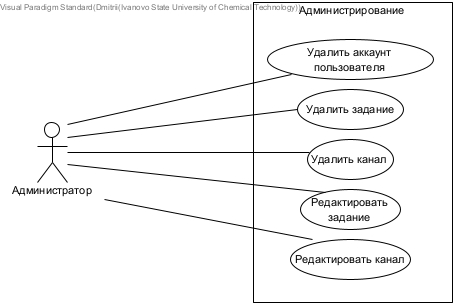 Visual Paradigm Standard(Dmitrii(Ivanovo State University of Chemical Technology))
Администрирование
Удалить аккаунт
пользователя
Удалить задание
Удалить канал
Администратор
Редактировать
задание
Редактировать канал